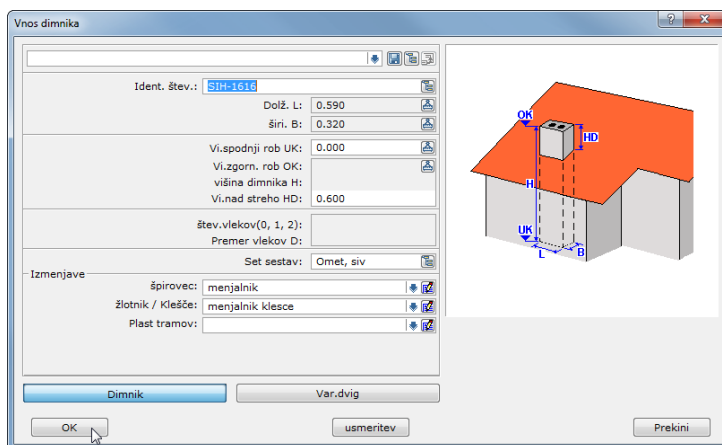 Vnos dimnika
Ident. štev.: SIH-1616
Dolž. L: 0.590
širi. B: 0.320
Vi.spodnji rob UK: 0.000
Vi.zgorn. rob OK:
višina dimnika H:
Vi.nad streho HD: 0.600
štev.vlekov(0, 1, 2):
Premer vlekov D:
Set sestav: Omet, siv
Izmenjave
špirovec: menjalnik
žlotnik / Klešče: menjalnik klesce
Plast tramov:
Dimnik Var.dvig
OK usmeritev Prekini
OK
HD
H
UK
L B